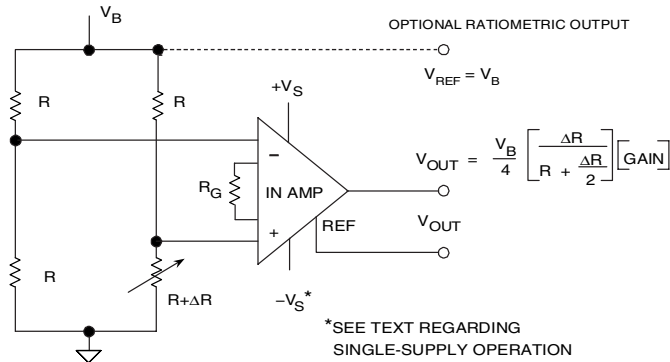 V_B
OPTIONAL RATIOMETRIC OUTPUT
V_REF = V_B
+V_S
R
R
V_OUT = V_B/4 [ΔR / (R + ΔR/2)] [GAIN]
−
R_G
IN AMP
V_OUT
REF
+
R
R+ΔR
−V_S*
*SEE TEXT REGARDING
SINGLE-SUPPLY OPERATION